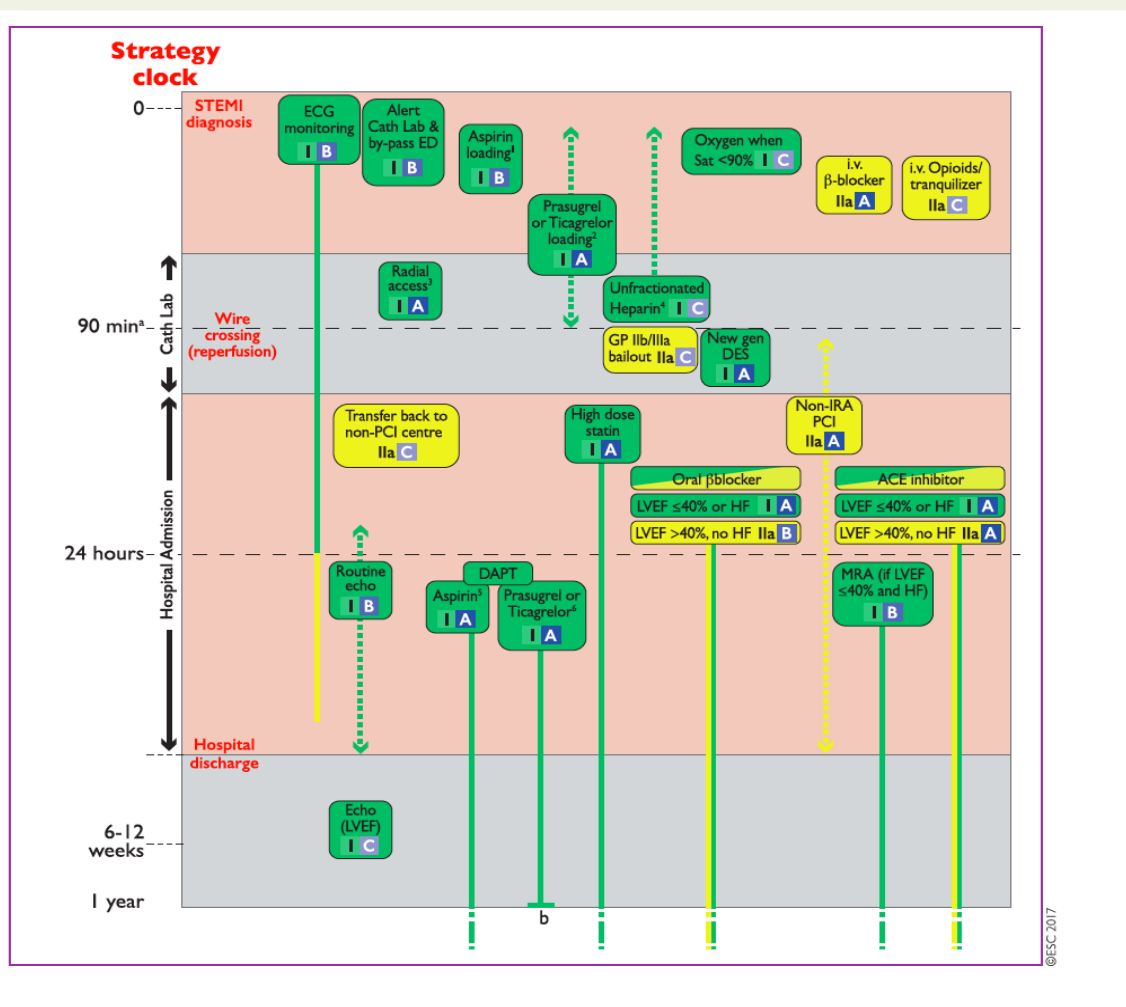 Strategy
clock
0
STEMI
diagnosis
ECG
monitoring
I B
Alert
Cath Lab &
by-pass ED
I B
Aspirin
loading¹
I B
Prasugrel
or Ticagrelor
loading²
I A
Oxygen when
Sat <90% I C
i.v.
β-blocker
IIa A
i.v. Opioids/
tranquilizer
IIa C
Cath Lab
Radial
access³
I A
Unfractionated
Heparin⁴ I C
90 minᵃ
Wire
crossing
(reperfusion)
GP IIb/IIIa
bailout IIa C
New gen
DES
I A
Hospital Admission
Transfer back to
non-PCI centre
IIa C
High dose
statin
I A
Non-IRA
PCI
IIa A
Oral βblocker
LVEF ≤40% or HF I A
LVEF >40%, no HF IIa B
ACE inhibitor
LVEF ≤40% or HF I A
LVEF >40%, no HF IIa A
24 hours
Routine
echo
I B
DAPT
Aspirin⁵
I A
Prasugrel or
Ticagrelor⁶
I A
MRA (if LVEF
≤40% and HF)
I B
Hospital
discharge
6-12
weeks
Echo
(LVEF)
I C
1 year
b
©ESC 2017